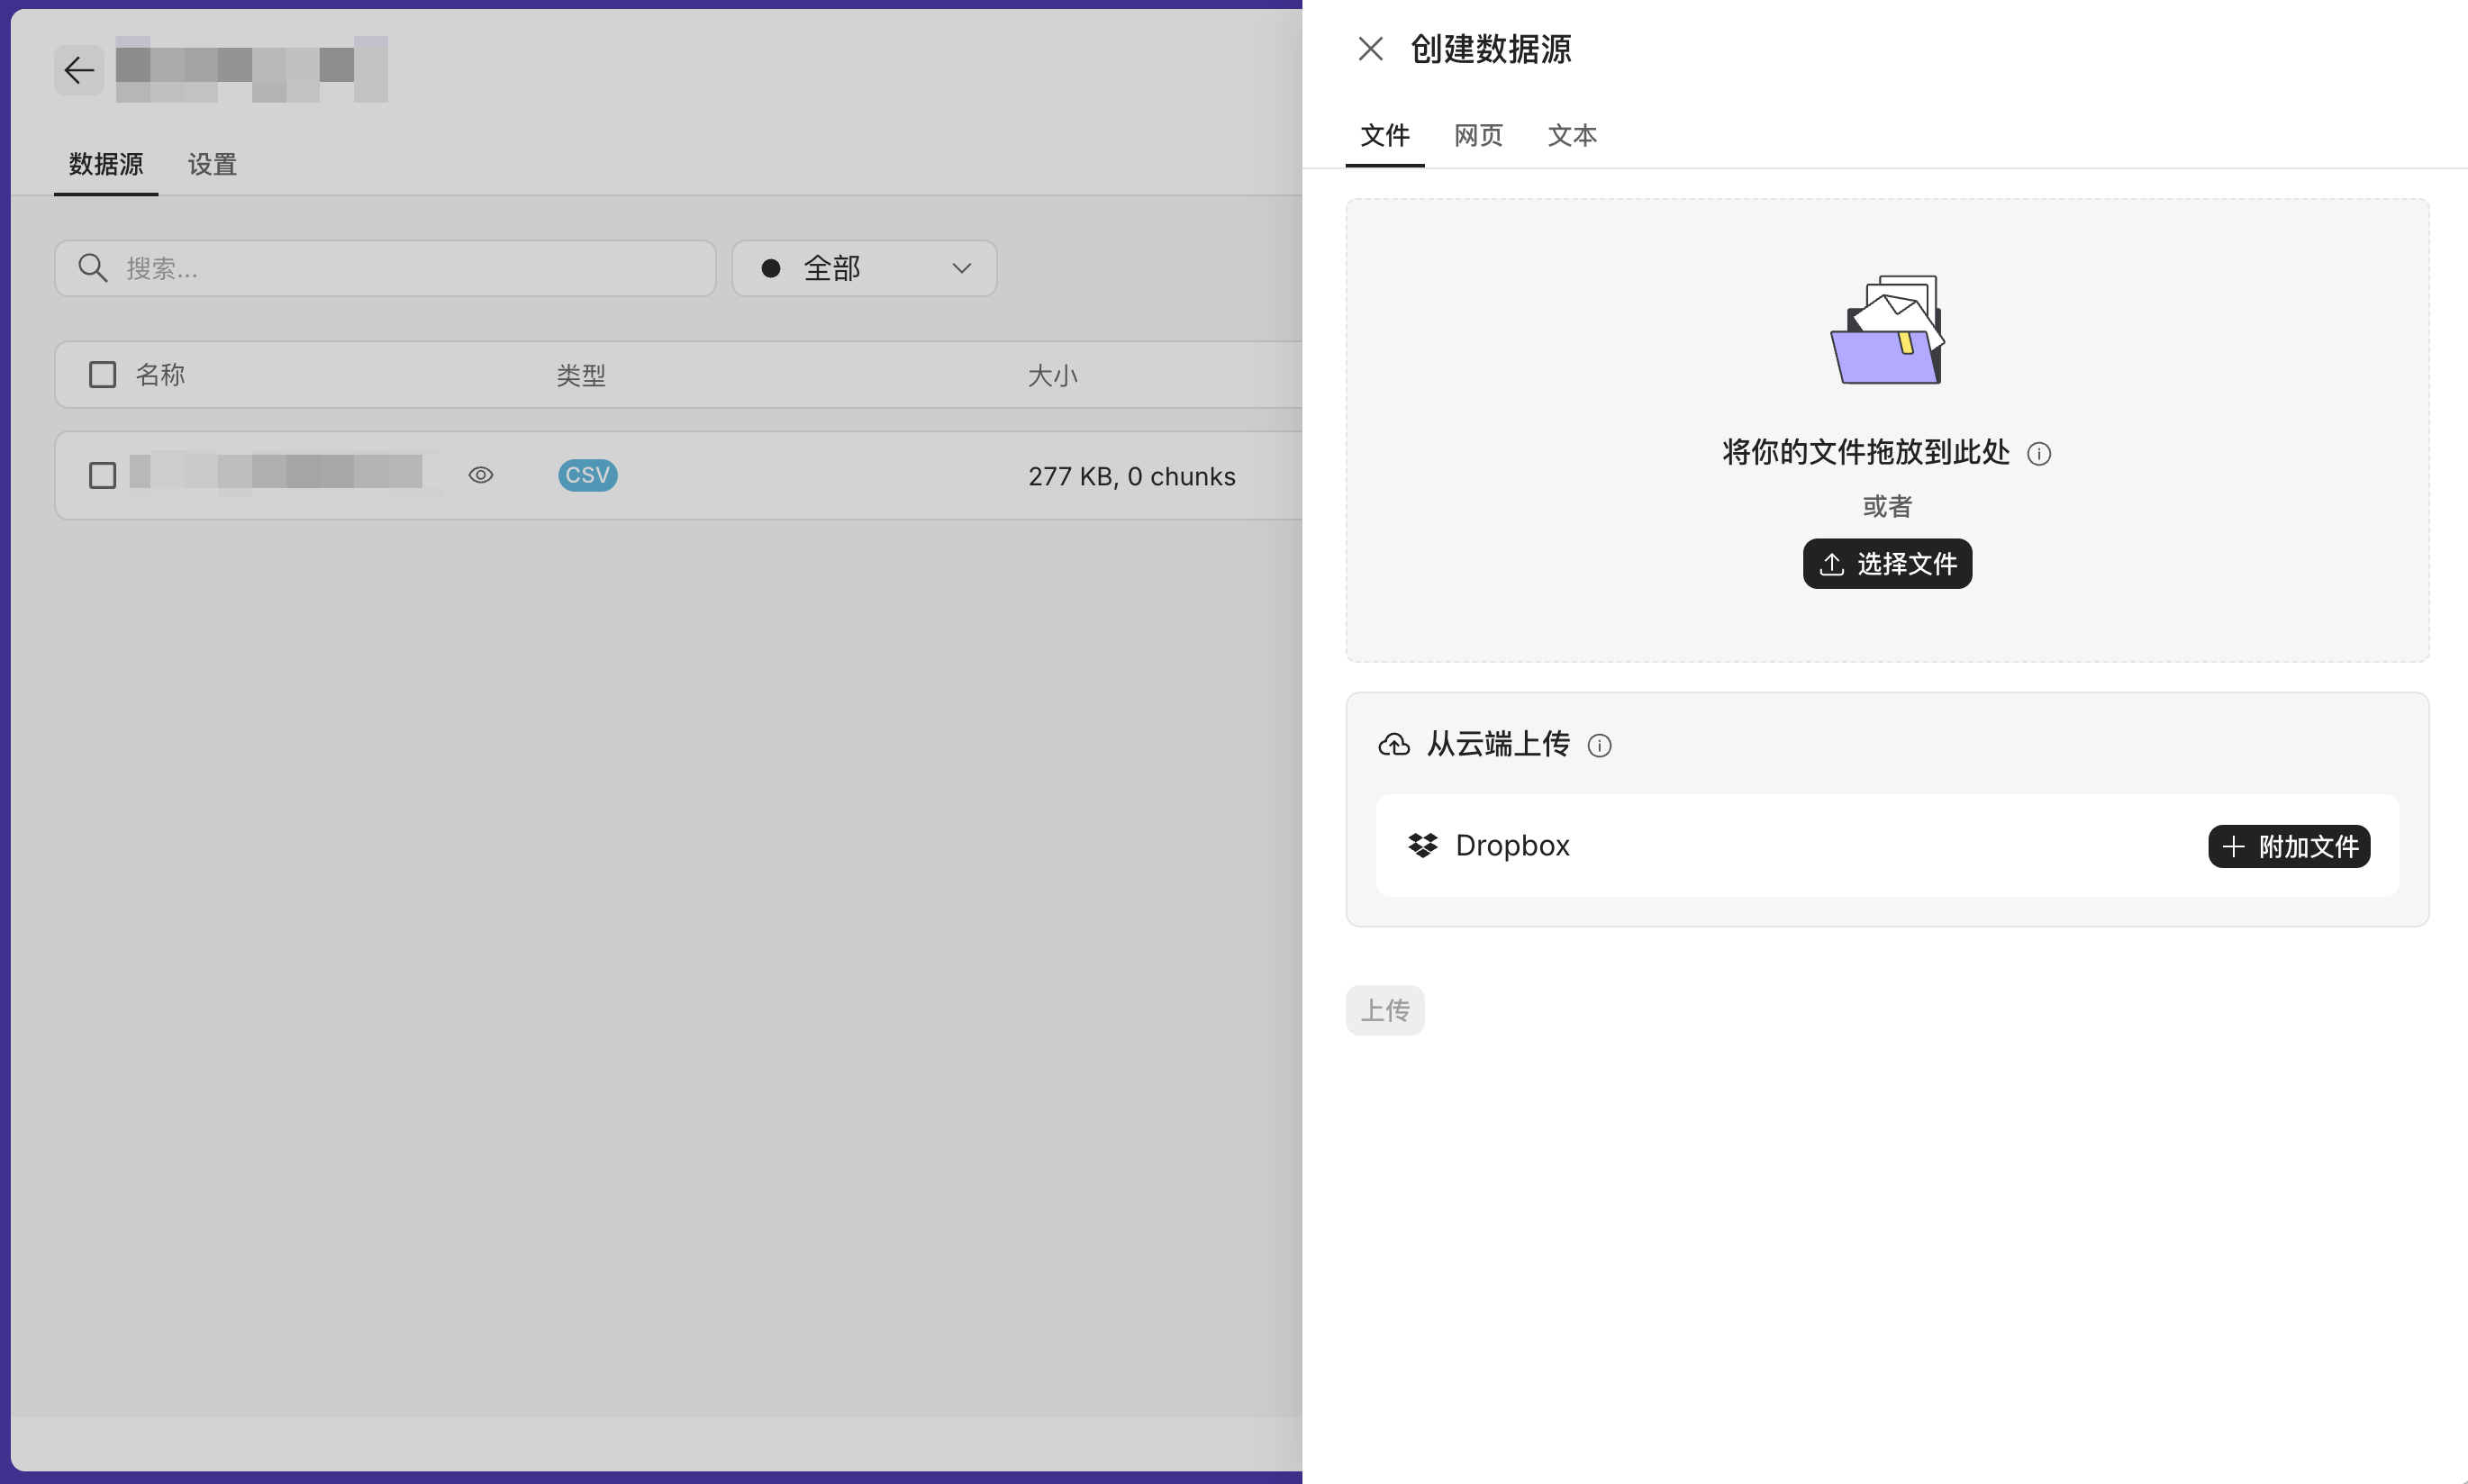 数据源 设置
搜索...
全部
名称 类型 大小
CSV 277 KB, 0 chunks
创建数据源
文件 网页 文本
将你的文件拖放到此处
或者
选择文件
从云端上传
Dropbox 附加文件
上传